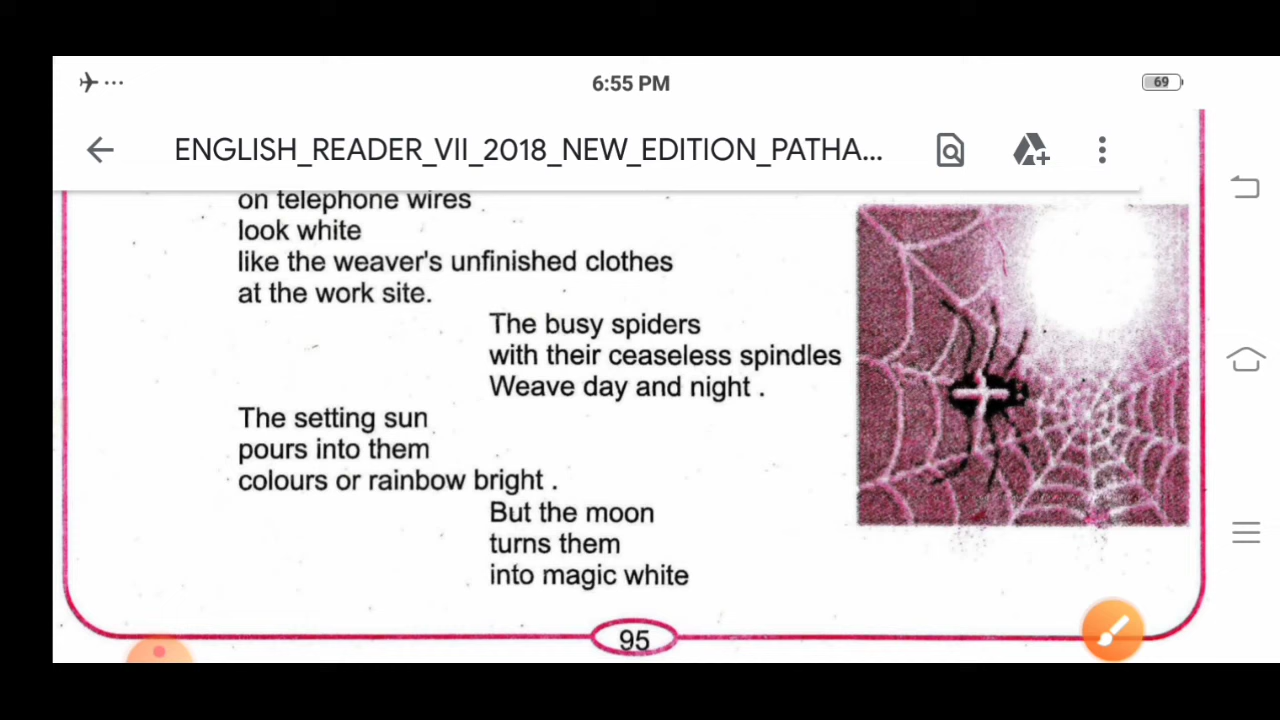 6:55 PM
69
ENGLISH_READER_VII_2018_NEW_EDITION_PATHA...
on telephone wires
look white
like the weaver's unfinished clothes
at the work site.
The busy spiders
with their ceaseless spindles
Weave day and night .
The setting sun
pours into them
colours or rainbow bright .
But the moon
turns them
into magic white
95